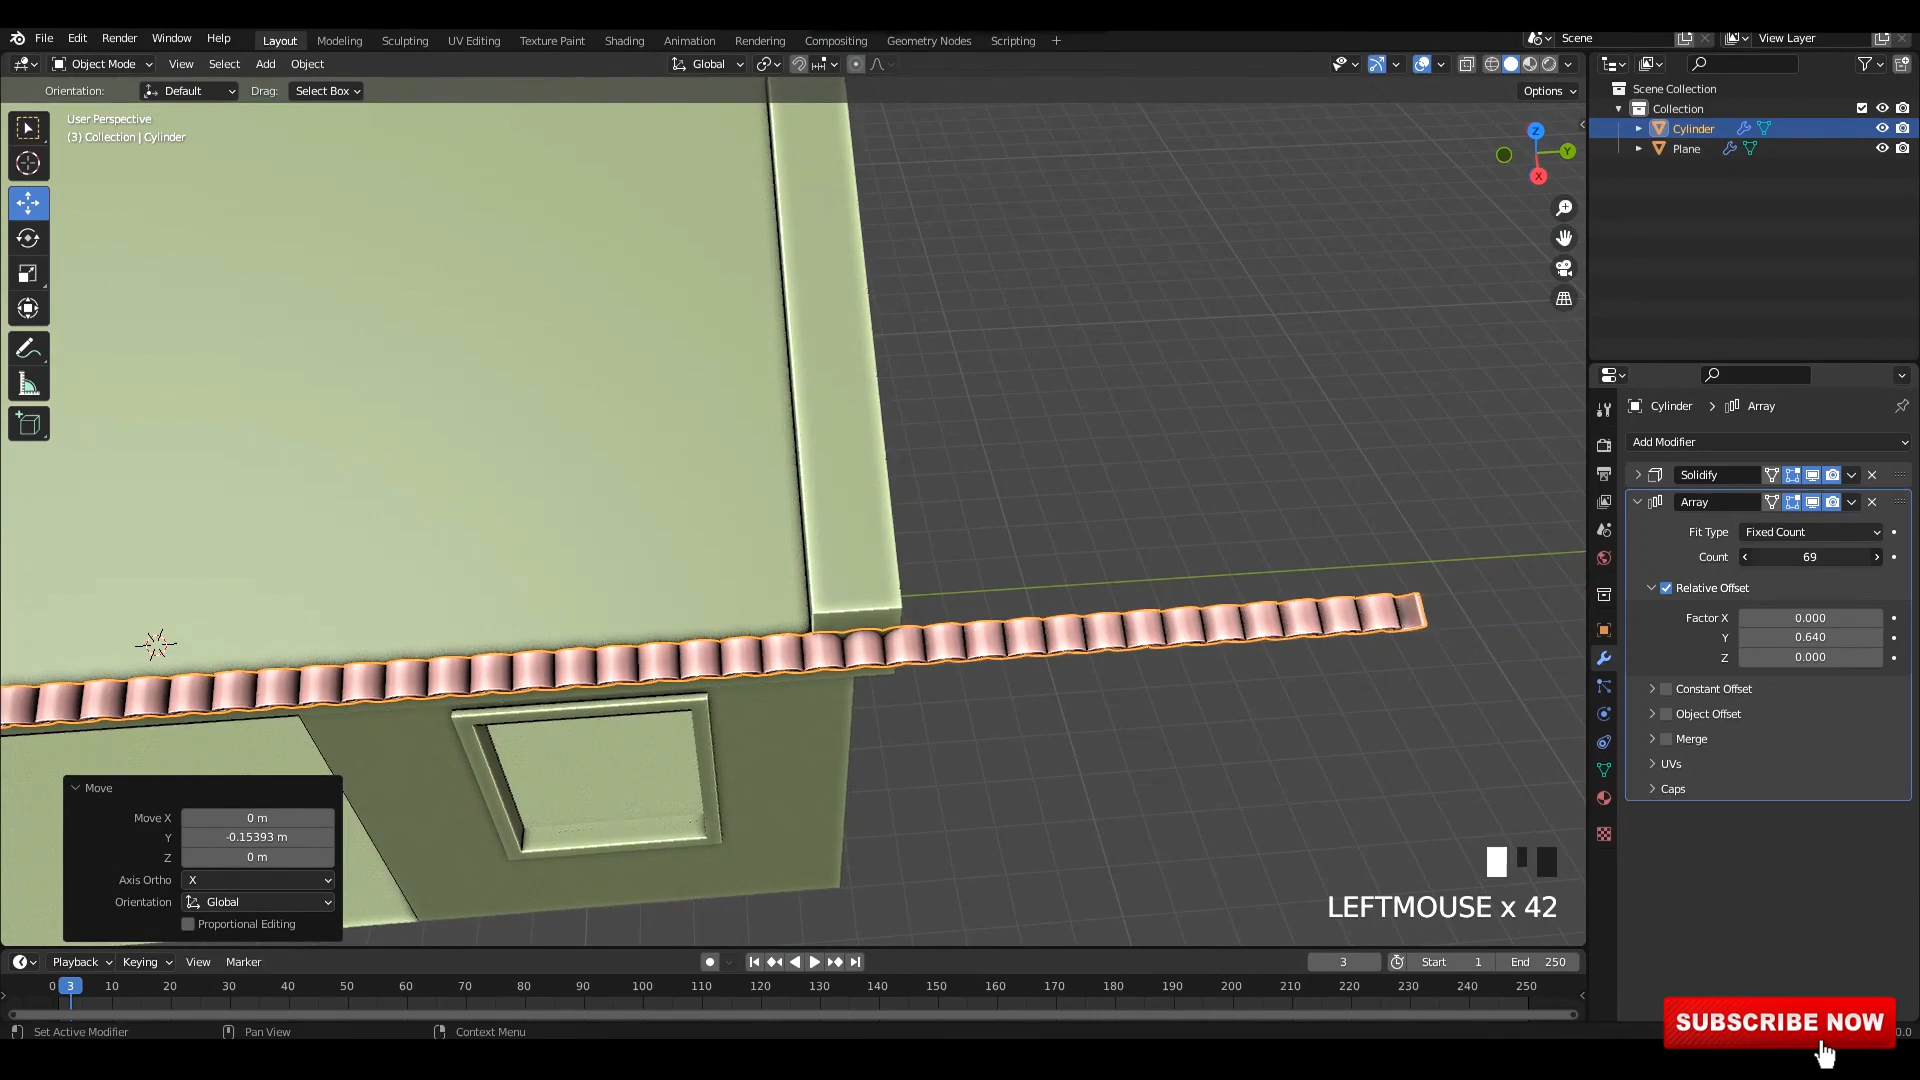 File Edit Render Window Help Layout Modeling Sculpting UV Editing Texture Paint Shading Animation Rendering Compositing Geometry Nodes Scripting + Scene View Layer
Object Mode View Select Add Object Global
Orientation: Default Drag: Select Box Options
User Perspective
(3) Collection | Cylinder
Z
Y
X
Scene Collection
Collection
Cylinder
Plane
Cylinder > Array
Add Modifier
Solidify
Array
Fit Type Fixed Count
Count 69
Relative Offset
Factor X 0.000
Y 0.640
Z 0.000
Constant Offset
Object Offset
Merge
UVs
Caps
Move
Move X 0 m
Y -0.15393 m
Z 0 m
Axis Ortho X
Orientation Global
Proportional Editing
LEFTMOUSE x 42
Playback Keying View Marker 3 Start 1 End 250
0 3 10 20 30 40 50 60 70 80 90 100 110 120 130 140 150 160 170 180 190 200 210 220 230 240 250
Set Active Modifier Pan View Context Menu
SUBSCRIBE NOW